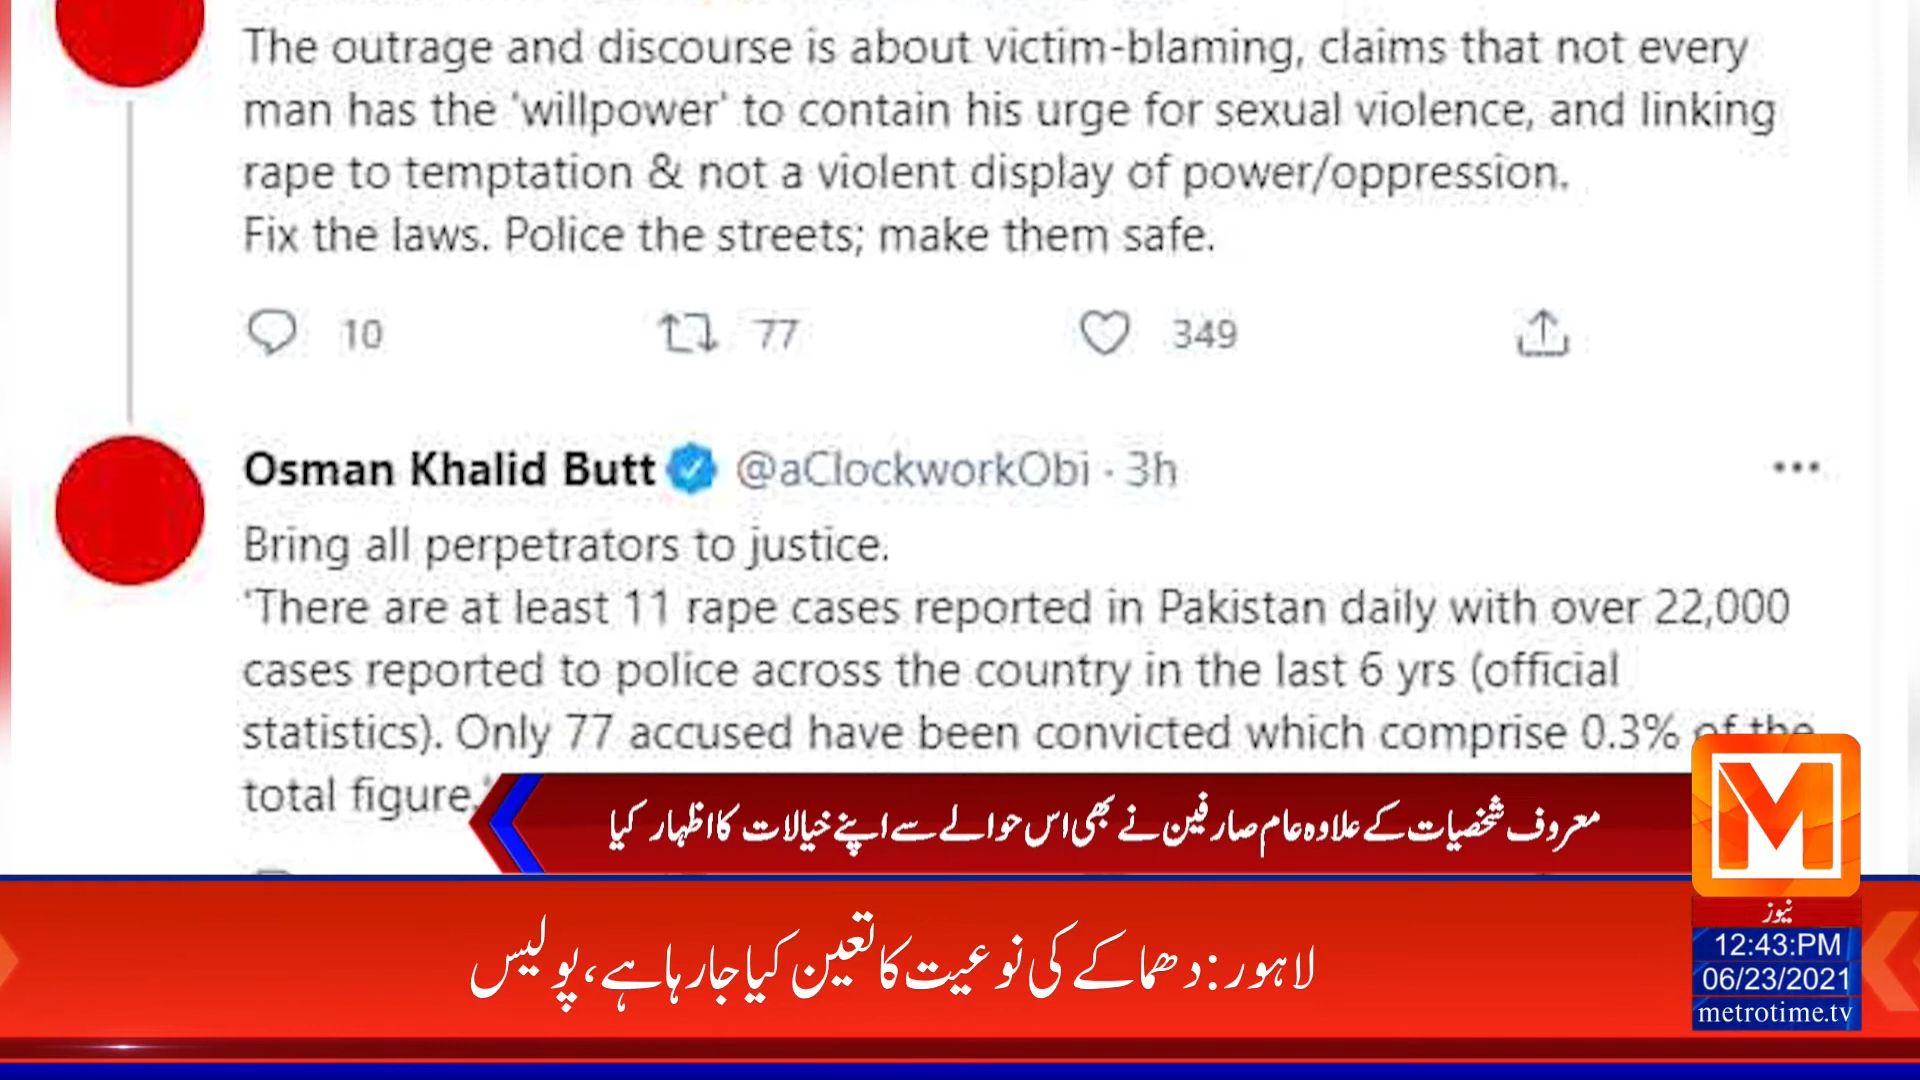 The outrage and discourse is about victim-blaming, claims that not every
man has the 'willpower' to contain his urge for sexual violence, and linking
rape to temptation & not a violent display of power/oppression.
Fix the laws. Police the streets; make them safe.
10 77 349
Osman Khalid Butt @aClockworkObi · 3h
Bring all perpetrators to justice.
'There are at least 11 rape cases reported in Pakistan daily with over 22,000
cases reported to police across the country in the last 6 yrs (official
statistics). Only 77 accused have been convicted which comprise 0.3% of the
total figure.'
معروف شخصیات کے علاوہ عام صارفین نے بھی اس حوالے سے اپنے خیالات کا اظہار کیا
لاہور: دھماکے کی نوعیت کا تعین کیا جا رہا ہے، پولیس
M
نیوز
12:43:PM
06/23/2021
metrotime.tv